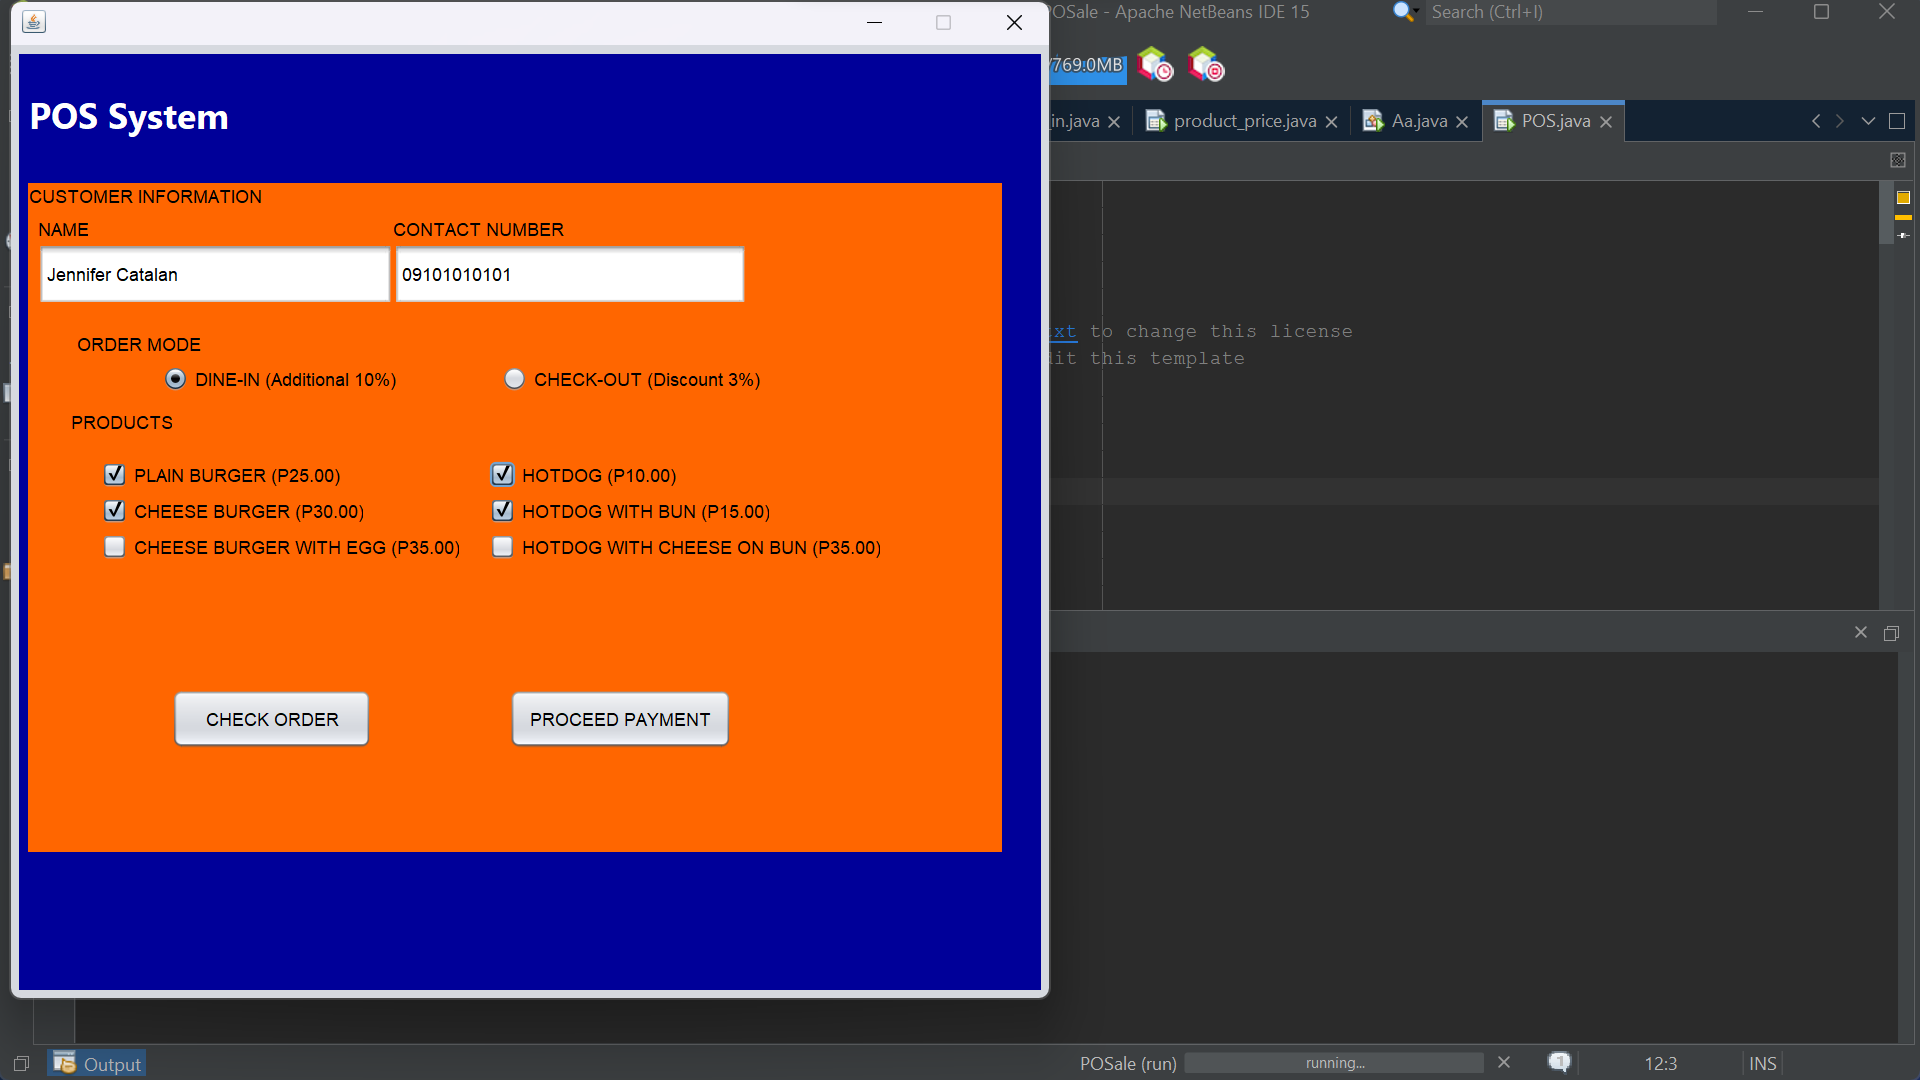 OSale - Apache NetBeans IDE 15
Search (Ctrl+I)
769.0MB
POS System
in.java
product_price.java
Aa.java
POS.java
CUSTOMER INFORMATION
NAME
CONTACT NUMBER
Jennifer Catalan
09101010101
xt to change this license
dit this template
ORDER MODE
DINE-IN (Additional 10%)
CHECK-OUT (Discount 3%)
PRODUCTS
PLAIN BURGER (P25.00)
HOTDOG (P10.00)
CHEESE BURGER (P30.00)
HOTDOG WITH BUN (P15.00)
CHEESE BURGER WITH EGG (P35.00)
HOTDOG WITH CHEESE ON BUN (P35.00)
CHECK ORDER
PROCEED PAYMENT
Output
POSale (run)
running...
1
12:3
INS